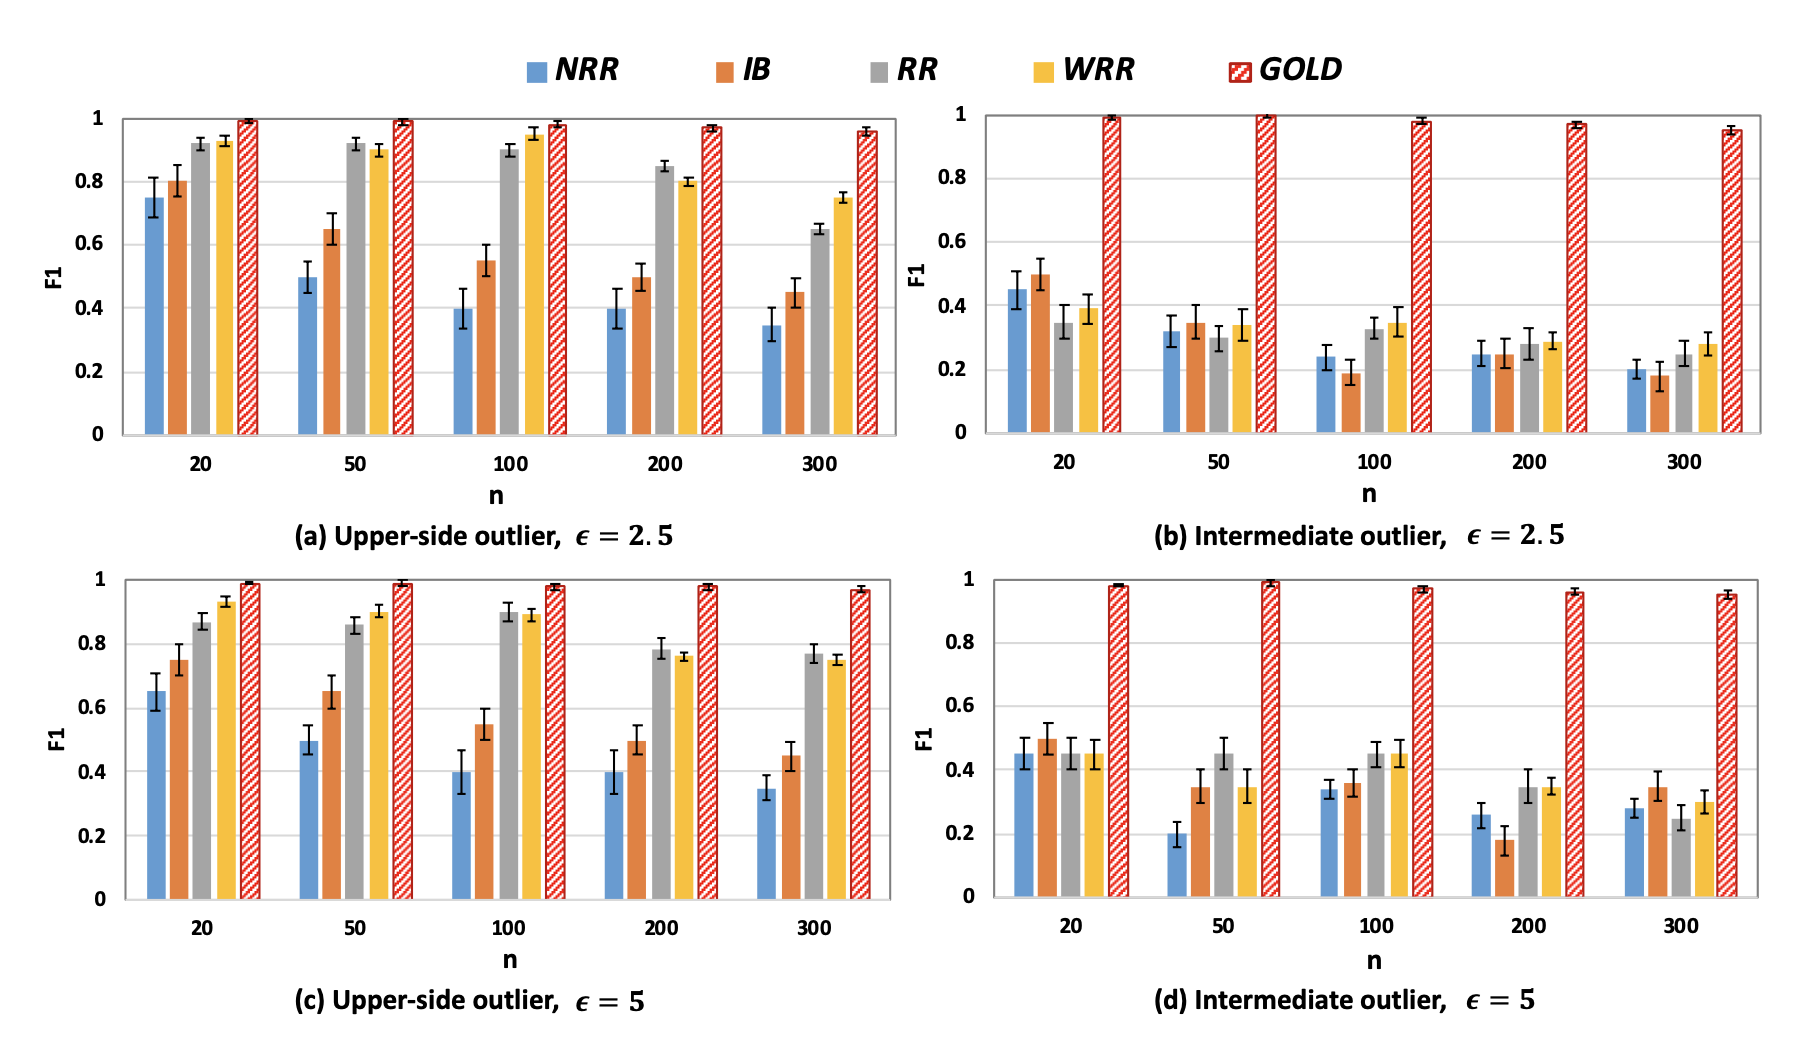 NRR IB RR WRR GOLD
1
0.8
0.6
0.4
0.2
0
F1
20 50 100 200 300
n
(a) Upper-side outlier, ϵ = 2.5
1
0.8
0.6
0.4
0.2
0
F1
20 50 100 200 300
n
(b) Intermediate outlier, ϵ = 2.5
1
0.8
0.6
0.4
0.2
0
F1
20 50 100 200 300
n
(c) Upper-side outlier, ϵ = 5
1
0.8
0.6
0.4
0.2
0
F1
20 50 100 200 300
n
(d) Intermediate outlier, ϵ = 5